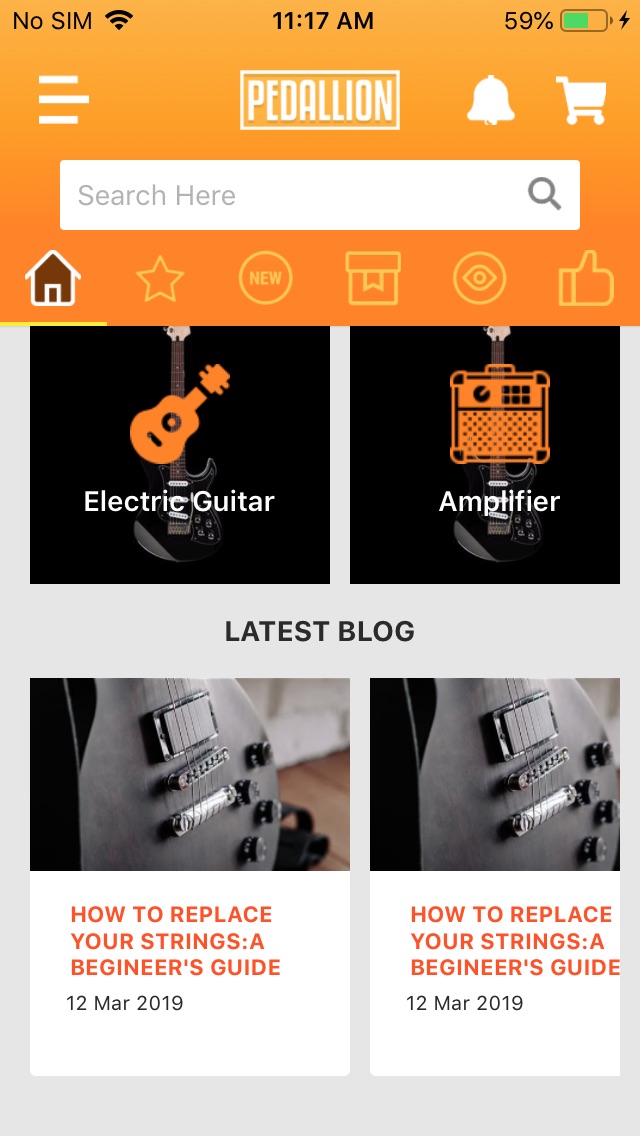 No SIM 11:17 AM 59%
PEDALLION
Search Here
NEW
Electric Guitar
Amplifier
LATEST BLOG
HOW TO REPLACE
YOUR STRINGS:A
BEGINEER'S GUIDE
12 Mar 2019
HOW TO REPLACE
YOUR STRINGS:A
BEGINEER'S GUIDE
12 Mar 2019